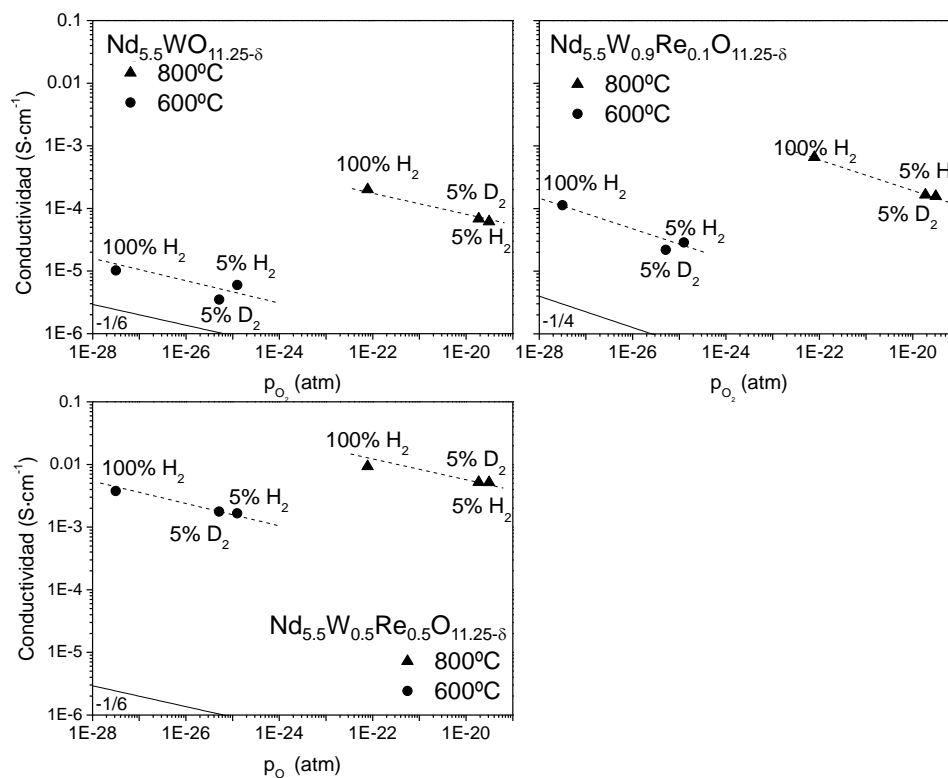 Nd5.5WO11.25-δ
800ºC
600ºC
100% H2
5% D2
5% H2
100% H2
5% H2
5% D2
-1/6
0.1
0.01
1E-3
1E-4
1E-5
1E-6
1E-28
1E-26
1E-24
1E-22
1E-20
Conductividad (S·cm-1)
pO2 (atm)
Nd5.5W0.9Re0.1O11.25-δ
800ºC
600ºC
100% H2
5% H
5% D2
100% H2
5% H2
5% D2
-1/4
1E-28
1E-26
1E-24
1E-22
1E-20
pO2 (atm)
0.1
0.01
1E-3
1E-4
1E-5
1E-6
Conductividad (S·cm-1)
100% H2
5% D2
5% H2
100% H2
5% H2
5% D2
Nd5.5W0.5Re0.5O11.25-δ
800ºC
600ºC
-1/6
1E-28
1E-26
1E-24
1E-22
1E-20
pO (atm)